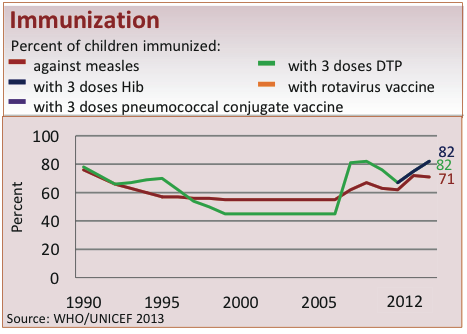 Immunization
Percent of children immunized:
against measles
with 3 doses DTP
with 3 doses Hib
with rotavirus vaccine
with 3 doses pneumococcal conjugate vaccine
100
80
60
40
20
0
Percent
82
82
71
1990
1995
2000
2005
2012
Source: WHO/UNICEF 2013